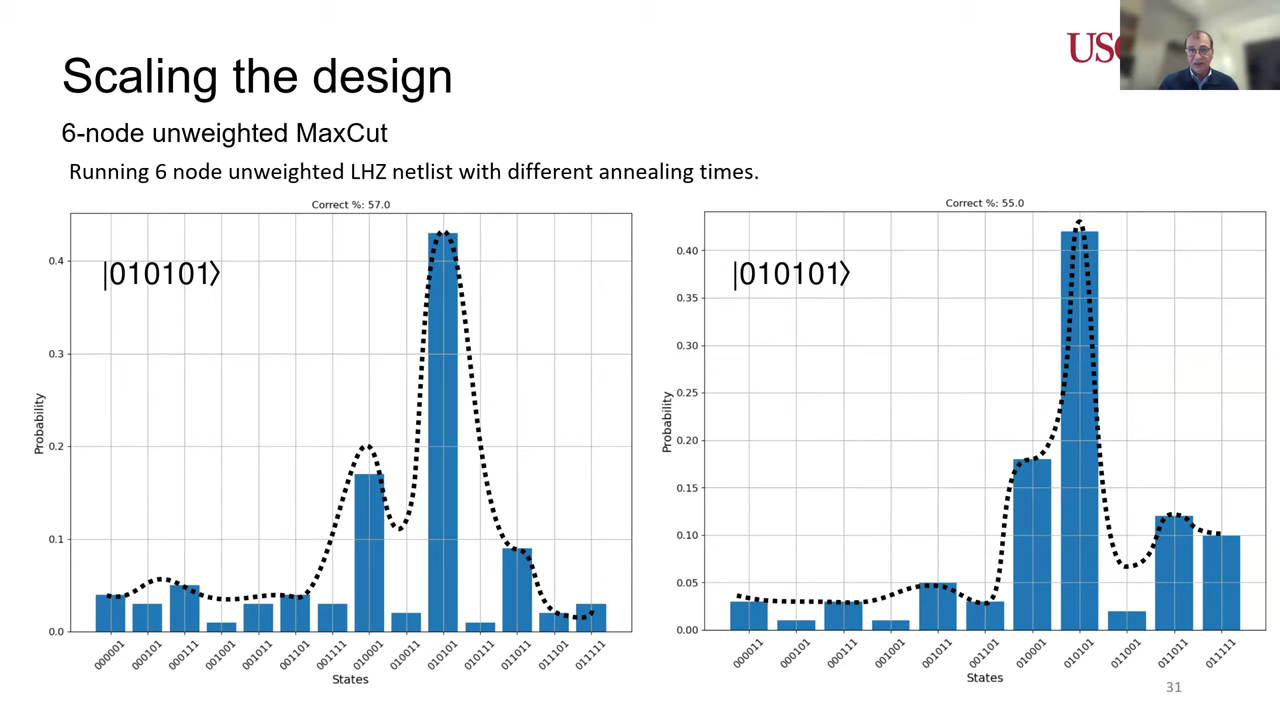 Scaling the design
USC
6-node unweighted MaxCut
Running 6 node unweighted LHZ netlist with different annealing times.
Correct %: 57.0
|010101⟩
Probability
0.4
0.3
0.2
0.1
0.0
000001 000101 000111 001001 001011 001101 001111 010001 010011 010101 010111 011011 011101 011111
States
Correct %: 55.0
|010101⟩
Probability
0.40
0.35
0.30
0.25
0.20
0.15
0.10
0.05
0.00
000011 000101 000111 001001 001011 001101 010001 010101 011001 011011 011111
States
31